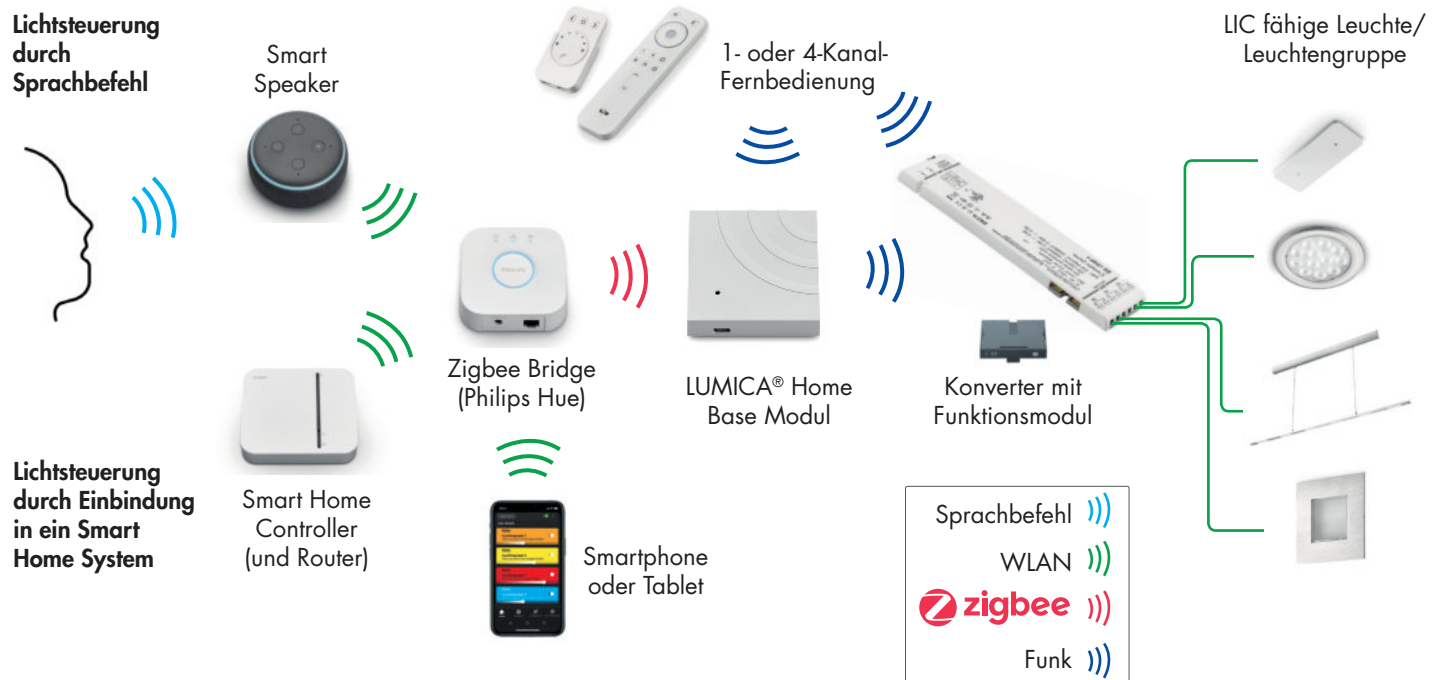 Lichtsteuerung
durch
Sprachbefehl
Smart
Speaker
1- oder 4-Kanal-
Fernbedienung
LIC fähige Leuchte/
Leuchtengruppe
PHILIPS
Zigbee Bridge
(Philips Hue)
LUMICA® Home
Base Modul
Konverter mit
Funktionsmodul
Lichtsteuerung
durch Einbindung
in ein Smart
Home System
Smart Home
Controller
(und Router)
Smartphone
oder Tablet
Sprachbefehl
WLAN
zigbee
Funk